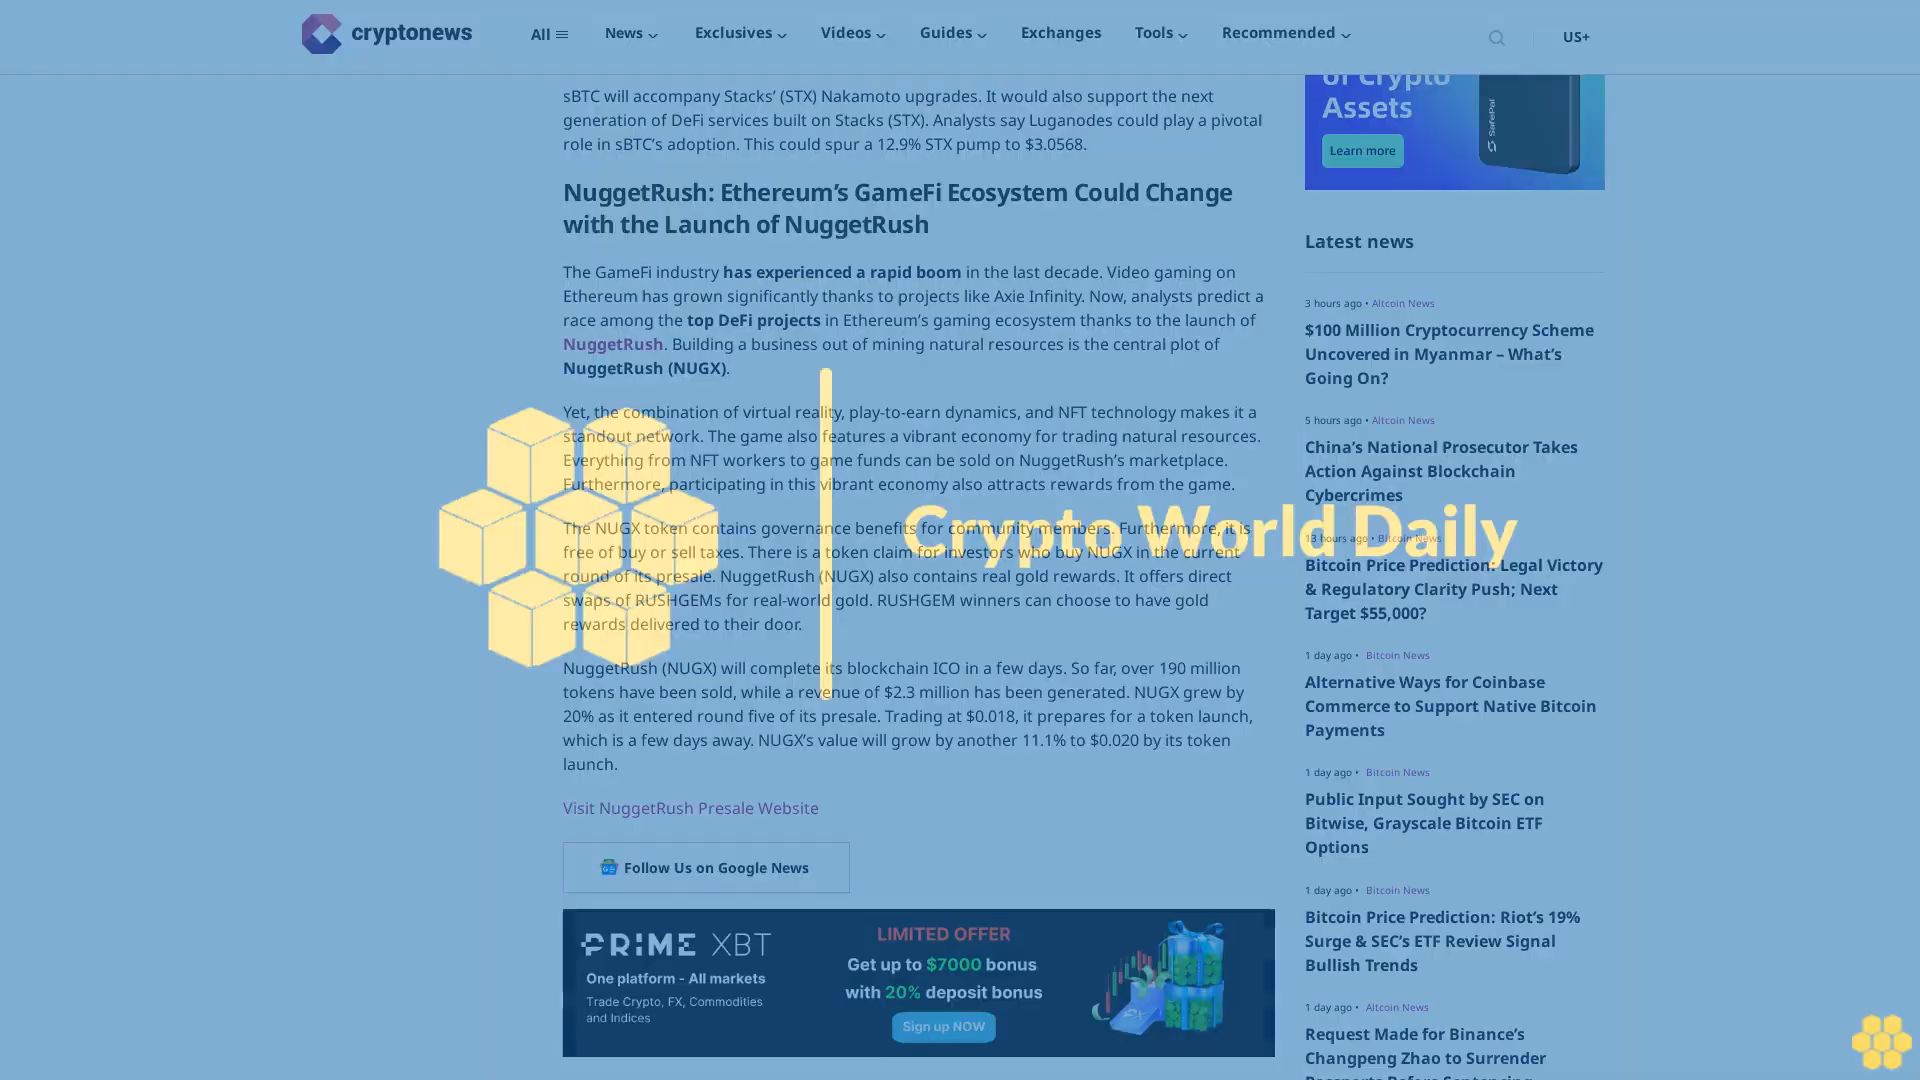 cryptonews
All
News
Exclusives
Videos
Guides
Exchanges
Tools
Recommended
US+
sBTC will accompany Stacks’ (STX) Nakamoto upgrades. It would also support the next
generation of DeFi services built on Stacks (STX). Analysts say Luganodes could play a pivotal
role in sBTC’s adoption. This could spur a 12.9% STX pump to $3.0568.
NuggetRush: Ethereum’s GameFi Ecosystem Could Change
with the Launch of NuggetRush
The GameFi industry has experienced a rapid boom in the last decade. Video gaming on
Ethereum has grown significantly thanks to projects like Axie Infinity. Now, analysts predict a
race among the top DeFi projects in Ethereum’s gaming ecosystem thanks to the launch of
NuggetRush. Building a business out of mining natural resources is the central plot of
NuggetRush (NUGX).
Yet, the combination of virtual reality, play-to-earn dynamics, and NFT technology makes it a
standout network. The game also features a vibrant economy for trading natural resources.
Everything from NFT workers to game funds can be sold on NuggetRush’s marketplace.
Furthermore, participating in this vibrant economy also attracts rewards from the game.
The NUGX token contains governance benefits for community members. Furthermore, it is
free of buy or sell taxes. There is a token claim for investors who buy NUGX in the current
round of its presale. NuggetRush (NUGX) also contains real gold rewards. It offers direct
swaps of RUSHGEMs for real-world gold. RUSHGEM winners can choose to have gold
rewards delivered to their door.
NuggetRush (NUGX) will complete its blockchain ICO in a few days. So far, over 190 million
tokens have been sold, while a revenue of $2.3 million has been generated. NUGX grew by
20% as it entered round five of its presale. Trading at $0.018, it prepares for a token launch,
which is a few days away. NUGX’s value will grow by another 11.1% to $0.020 by its token
launch.
Visit NuggetRush Presale Website
Follow Us on Google News
PRIME XBT
One platform - All markets
Trade Crypto, FX, Commodities
and Indices
LIMITED OFFER
Get up to $7000 bonus
with 20% deposit bonus
Sign up NOW
Crypto World Daily
of Crypto
Assets
Learn more
SafePal
Latest news
3 hours ago • Altcoin News
$100 Million Cryptocurrency Scheme
Uncovered in Myanmar – What’s
Going On?
5 hours ago • Altcoin News
China’s National Prosecutor Takes
Action Against Blockchain
Cybercrimes
13 hours ago • Bitcoin News
Bitcoin Price Prediction: Legal Victory
& Regulatory Clarity Push; Next
Target $55,000?
1 day ago • Bitcoin News
Alternative Ways for Coinbase
Commerce to Support Native Bitcoin
Payments
1 day ago • Bitcoin News
Public Input Sought by SEC on
Bitwise, Grayscale Bitcoin ETF
Options
1 day ago • Bitcoin News
Bitcoin Price Prediction: Riot’s 19%
Surge & SEC’s ETF Review Signal
Bullish Trends
1 day ago • Altcoin News
Request Made for Binance’s
Changpeng Zhao to Surrender
Passports Before Sentencing